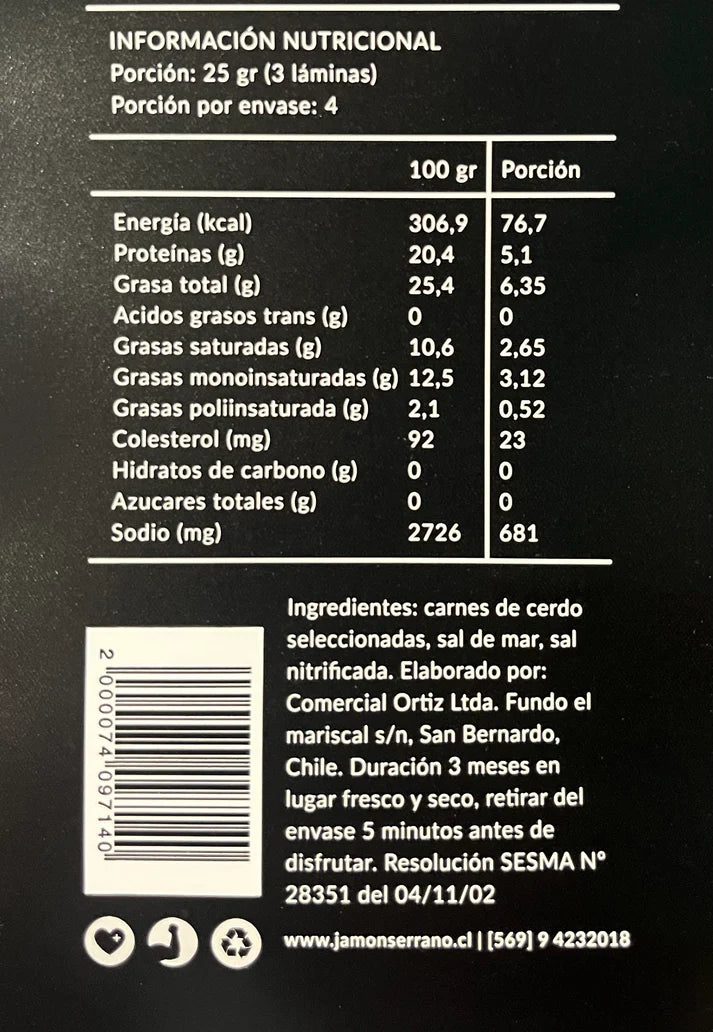 INFORMACIÓN NUTRICIONAL
Porción: 25 gr (3 láminas)
Porción por envase: 4
100 gr Porción
Energía (kcal) 306,9 76,7
Proteínas (g) 20,4 5,1
Grasa total (g) 25,4 6,35
Acidos grasos trans (g) 0 0
Grasas saturadas (g) 10,6 2,65
Grasas monoinsaturadas (g) 12,5 3,12
Grasas poliinsaturada (g) 2,1 0,52
Colesterol (mg) 92 23
Hidratos de carbono (g) 0 0
Azucares totales (g) 0 0
Sodio (mg) 2726 681
Ingredientes: carnes de cerdo
seleccionadas, sal de mar, sal
nitrificada. Elaborado por:
Comercial Ortiz Ltda. Fundo el
mariscal s/n, San Bernardo,
Chile. Duración 3 meses en
lugar fresco y seco, retirar del
envase 5 minutos antes de
disfrutar. Resolución SESMA N°
28351 del 04/11/02
2 000074 097140
www.jamonserrano.cl | [569] 9 4232018